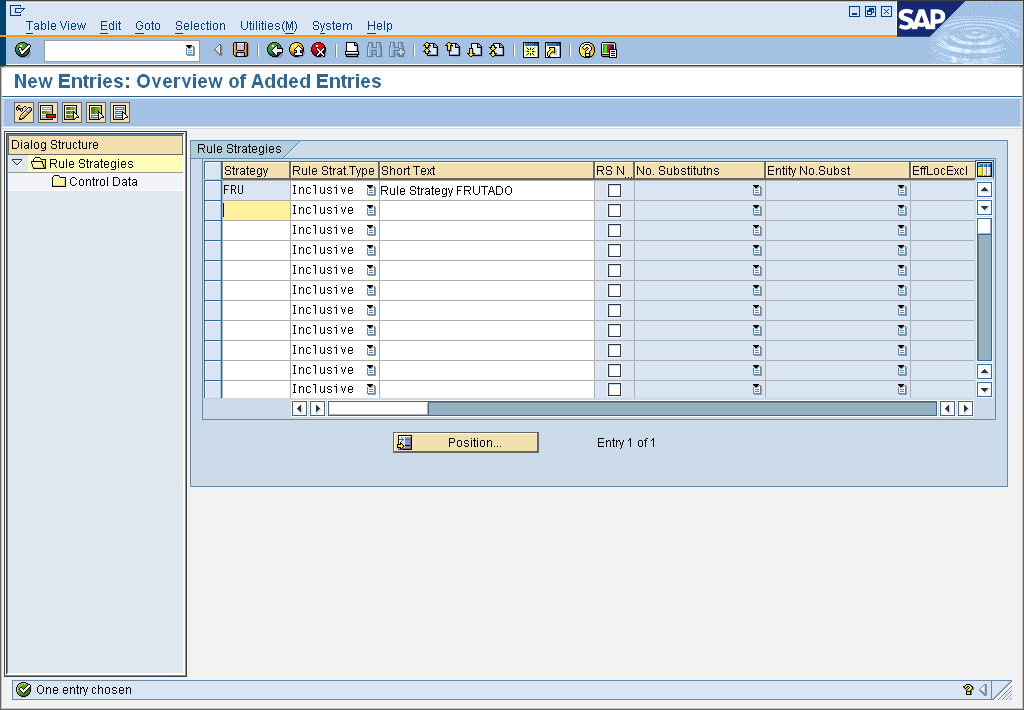 Table View Edit Goto Selection Utilities(M) System Help
SAP
New Entries: Overview of Added Entries
Dialog Structure
Rule Strategies
Control Data
Rule Strategies
Strategy Rule Strat.Type Short Text RS N... No. Substitutns Entity No.Subst EffLocExcl
FRU Inclusive Rule Strategy FRUTADO
Inclusive
Inclusive
Inclusive
Inclusive
Inclusive
Inclusive
Inclusive
Inclusive
Inclusive
Inclusive
Position... Entry 1 of 1
One entry chosen